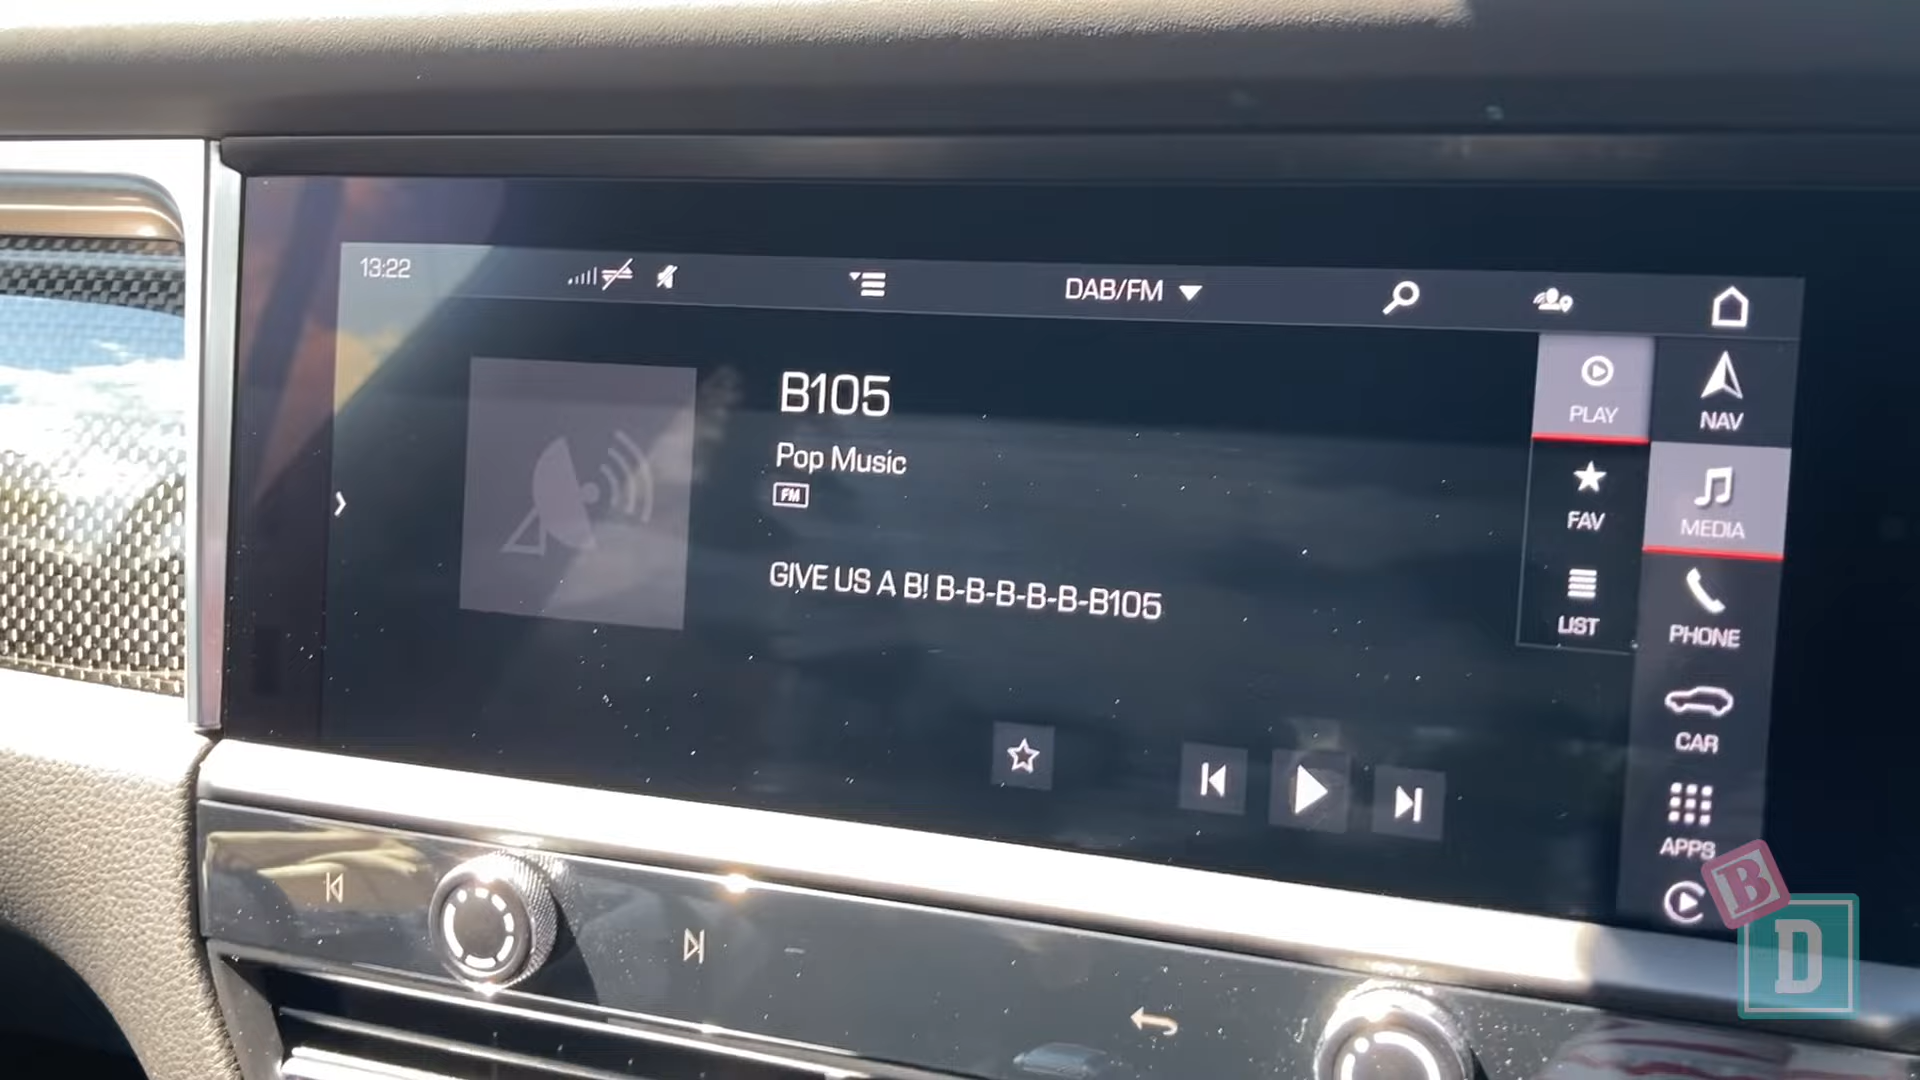 13:22
DAB/FM
B105
Pop Music
FM
GIVE US A B! B-B-B-B-B-B105
PLAY
FAV
LIST
NAV
MEDIA
PHONE
CAR
APPS
B
D